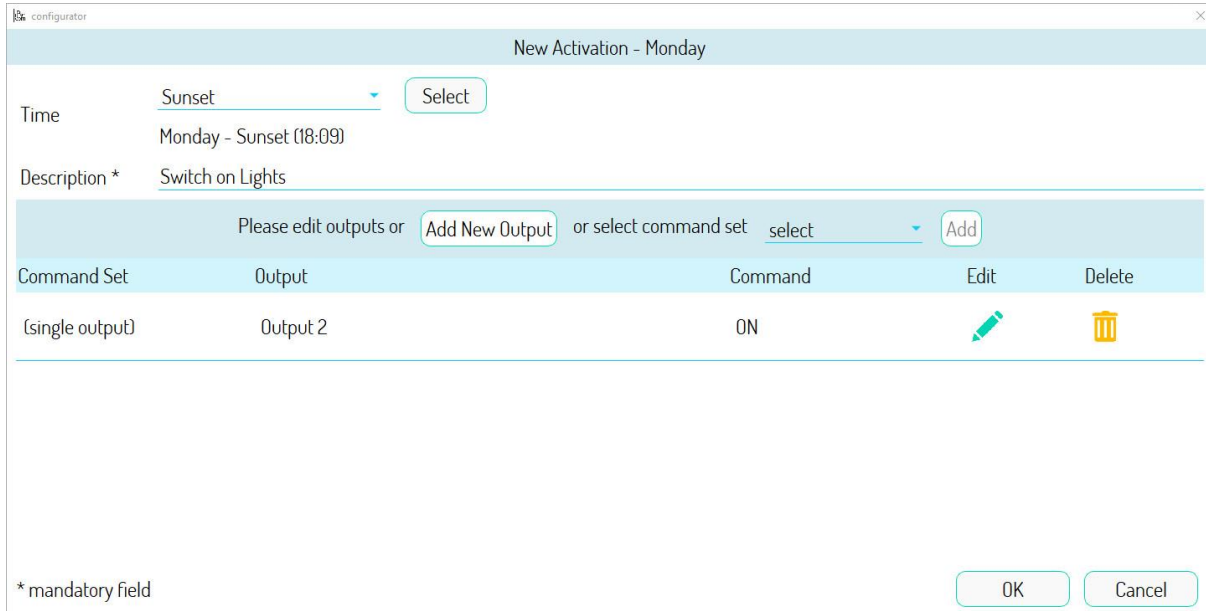 configurator
New Activation - Monday
Time
Sunset
Select
Monday - Sunset (18:09)
Description *
Switch on Lights
Please edit outputs or Add New Output or select command set select Add
Command Set Output Command Edit Delete
(single output) Output 2 ON
* mandatory field
OK Cancel